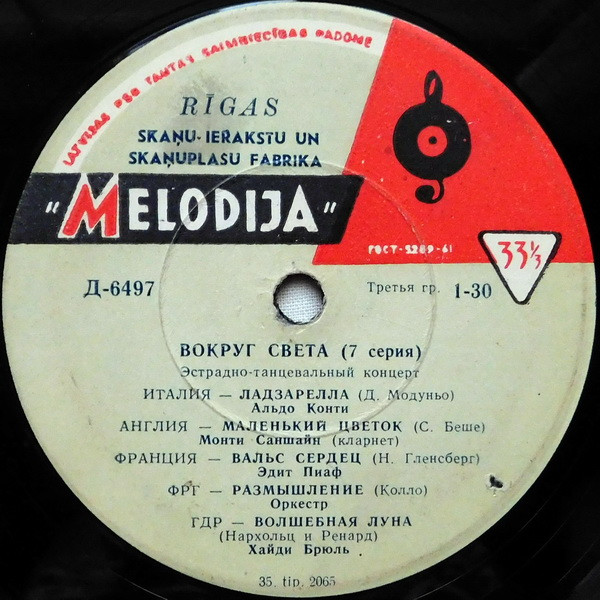 LATVIJAS PSR TAUTAS SAIMNIECĪBAS PADOME
RĪGAS
SKAŅU-IERAKSTU UN
SKAŅUPLAŠU FABRIKA
"MELODIJA"
ГОСТ-5289-61
33⅓
Д-6497 Третья гр. 1-30
ВОКРУГ СВЕТА (7 серия)
Эстрадно-танцевальный концерт
ИТАЛИЯ — ЛАДЗАРЕЛЛА (Д. Модуньо)
Альдо Конти
АНГЛИЯ — МАЛЕНЬКИЙ ЦВЕТОК (С. Беше)
Монти Саншайн (кларнет)
ФРАНЦИЯ — ВАЛЬС СЕРДЕЦ (Н. Гленсберг)
Эдит Пиаф
ФРГ — РАЗМЫШЛЕНИЕ (Колло)
Оркестр
ГДР — ВОЛШЕБНАЯ ЛУНА
(Нархольц и Ренард)
Хайди Брюль
35. tip. 2065